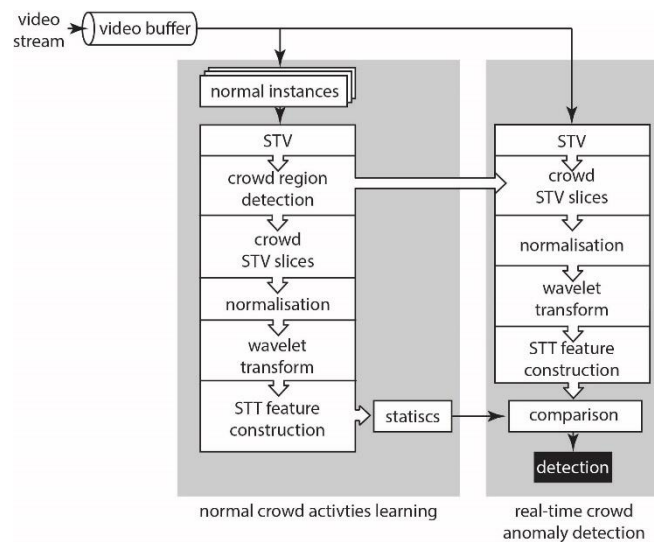 video
stream
video buffer
normal instances
STV
crowd region
detection
crowd
STV slices
normalisation
wavelet
transform
STT feature
construction
statiscs
normal crowd activties learning
STV
crowd
STV slices
normalisation
wavelet
transform
STT feature
construction
comparison
detection
real-time crowd
anomaly detection